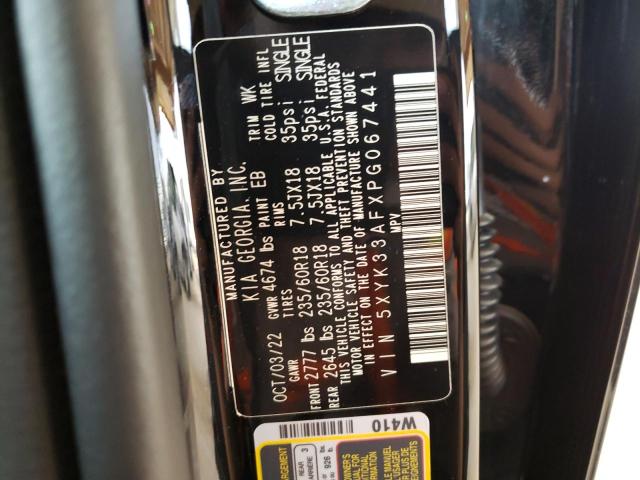 MANUFACTURED BY
KIA GEORGIA, INC.
OCT/03/22 GVWR 4674 lbs PAINT EB TRIM WK
GAWR TIRES RIMS COLD TIRE INFL
FRONT 2777 lbs 235/60R18 7.5JX18 35psi SINGLE
REAR 2645 lbs 235/60R18 7.5JX18 35psi SINGLE
THIS VEHICLE CONFORMS TO ALL APPLICABLE U.S.A. FEDERAL
MOTOR VEHICLE SAFETY AND THEFT PREVENTION STANDARDS
IN EFFECT ON THE DATE OF MANUFACTURE SHOWN ABOVE
VIN 5XYK33AFXPG067441
MPV
W410
REAR 3
926